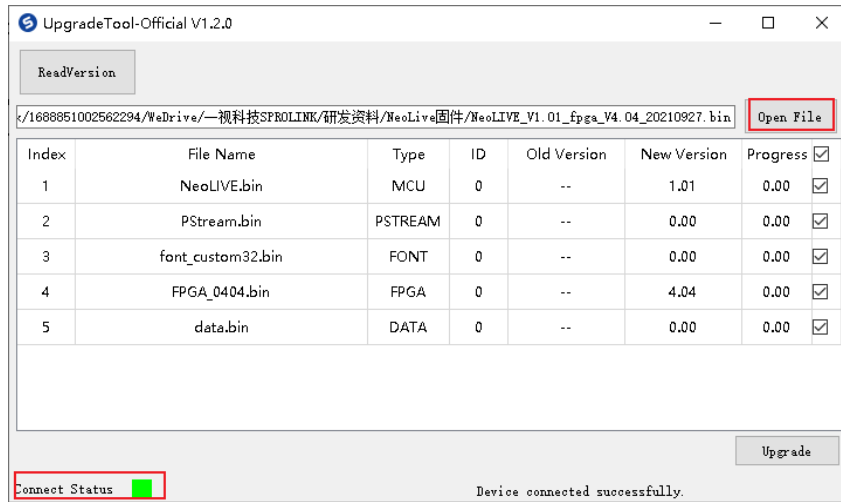 UpgradeTool-Official V1.2.0
ReadVersion
/1688851002562294/WeDrive/一视科技SPROLINK/研发资料/NeoLive固件/NeoLIVE_V1.01_fpga_V4.04_20210927.bin Open File
Index File Name Type ID Old Version New Version Progress
1 NeoLIVE.bin MCU 0 -- 1.01 0.00
2 PStream.bin PSTREAM 0 -- 0.00 0.00
3 font_custom32.bin FONT 0 -- 0.00 0.00
4 FPGA_0404.bin FPGA 0 -- 4.04 0.00
5 data.bin DATA 0 -- 0.00 0.00
Upgrade
Connect Status Device connected successfully.